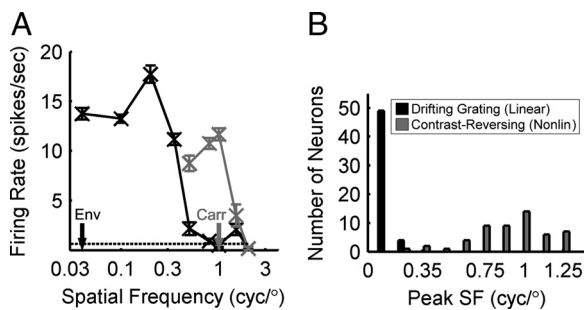 A
Firing Rate (spikes/sec)
20
15
10
5
Env
Carr
0.03 0.1 0.3 1 3
Spatial Frequency (cyc/°)
B
Number of Neurons
50
40
30
20
10
0
Drifting Grating (Linear)
Contrast-Reversing (Nonlin)
0 0.35 0.75 1 1.25
Peak SF (cyc/°)